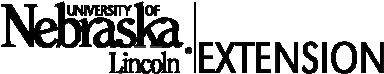 UNIVERSITY OF
Nebraska
Lincoln
EXTENSION